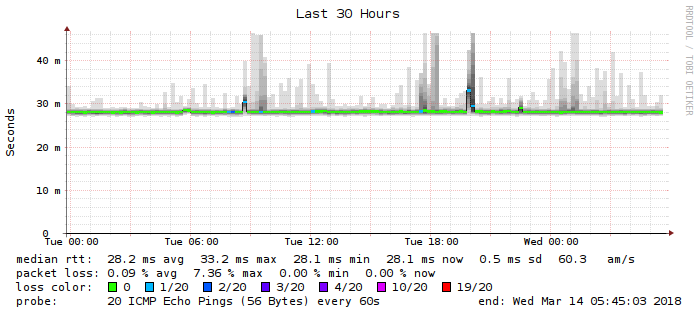 Last 30 Hours
RRDTOOL / TOBI OETIKER
Seconds
40 m
30 m
20 m
10 m
0
Tue 00:00 Tue 06:00 Tue 12:00 Tue 18:00 Wed 00:00
median rtt: 28.2 ms avg 33.2 ms max 28.1 ms min 28.1 ms now 0.5 ms sd 60.3 am/s
packet loss: 0.09 % avg 7.36 % max 0.00 % min 0.00 % now
loss color: 0 1/20 2/20 3/20 4/20 10/20 19/20
probe: 20 ICMP Echo Pings (56 Bytes) every 60s end: Wed Mar 14 05:45:03 2018